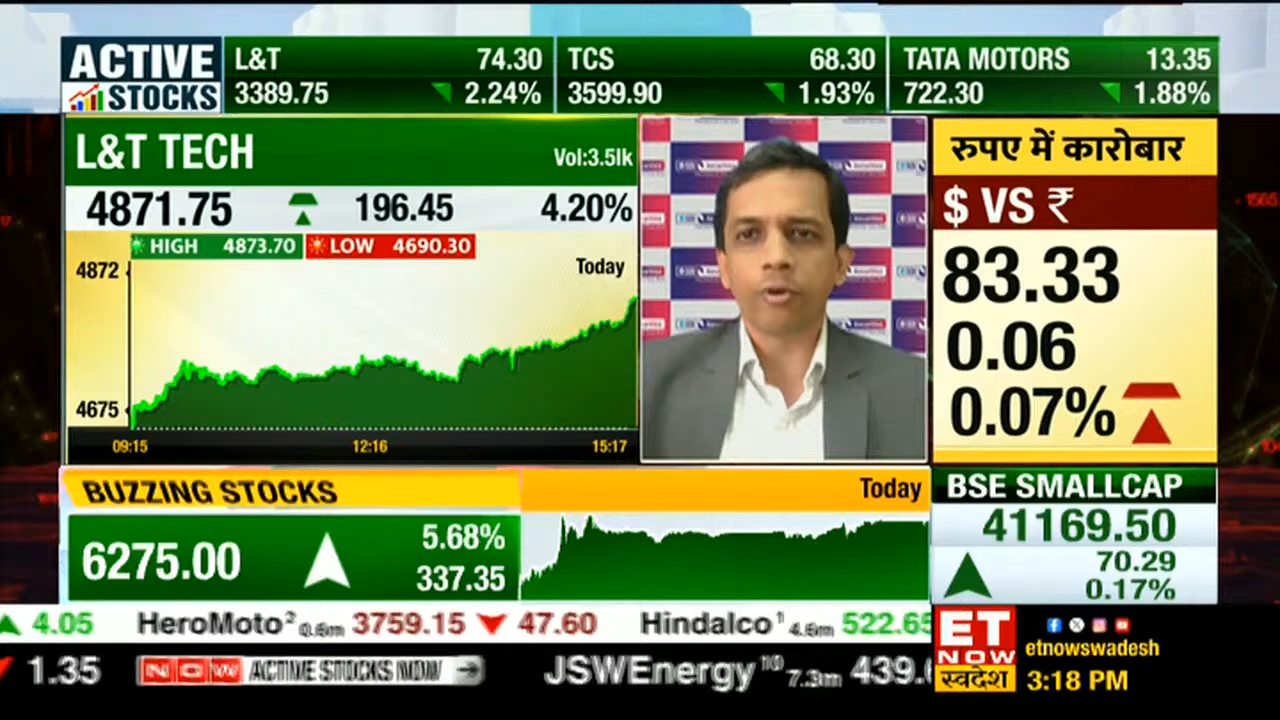 ACTIVE
STOCKS
L&T 74.30
3389.75 2.24%
TCS 68.30
3599.90 1.93%
TATA MOTORS 13.35
722.30 1.88%
L&T TECH Vol:3.5lk
4871.75 196.45 4.20%
HIGH 4873.70 LOW 4690.30
Today
4872
4675
09:15 12:16 15:17
रुपए में कारोबार
$ VS ₹
83.33
0.06
0.07%
BUZZING STOCKS
Today
6275.00
5.68%
337.35
BSE SMALLCAP
41169.50
70.29
0.17%
4.05 HeroMoto 2 0.6m 3759.15 47.60 Hindalco 1 4.6m 522.65
1.35 NOW ACTIVE STOCKS NOW JSWEnergy 10 7.3m 439.
ET
NOW
स्वदेश
etnowswadesh
3:18 PM